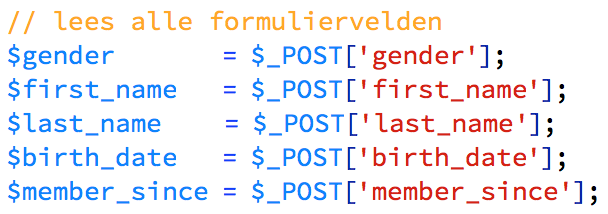 // lees alle formuliervelden
$gender       = $_POST['gender'];
$first_name   = $_POST['first_name'];
$last_name    = $_POST['last_name'];
$birth_date   = $_POST['birth_date'];
$member_since = $_POST['member_since'];